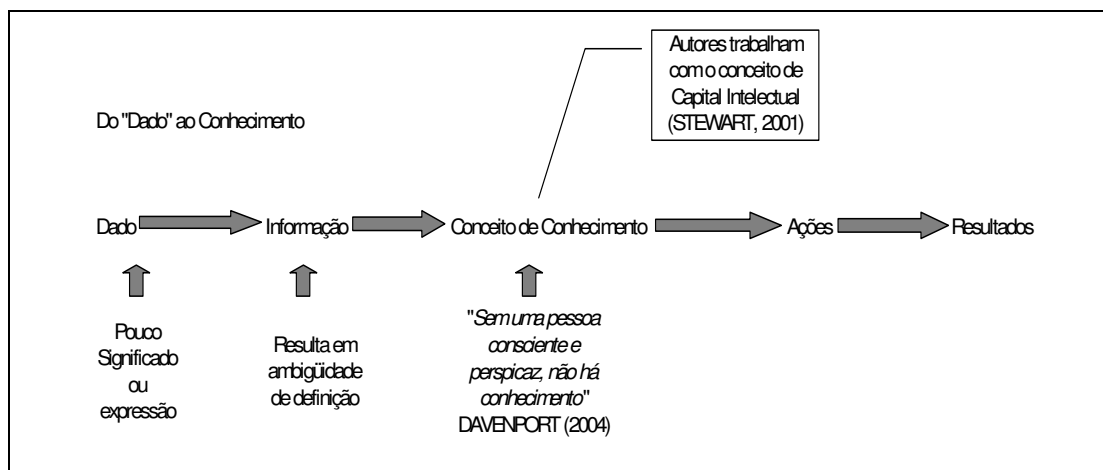 Autores trabalham
com o conceito de
Capital Intelectual
(STEWART, 2001)
Do "Dado" ao Conhecimento
Dado Informação Conceito de Conhecimento Ações Resultados
Pouco
Significado
ou
expressão
Resulta em
ambigüidade
de definição
"Sem uma pessoa
consciente e
perspicaz, não há
conhecimento"
DAVENPORT (2004)